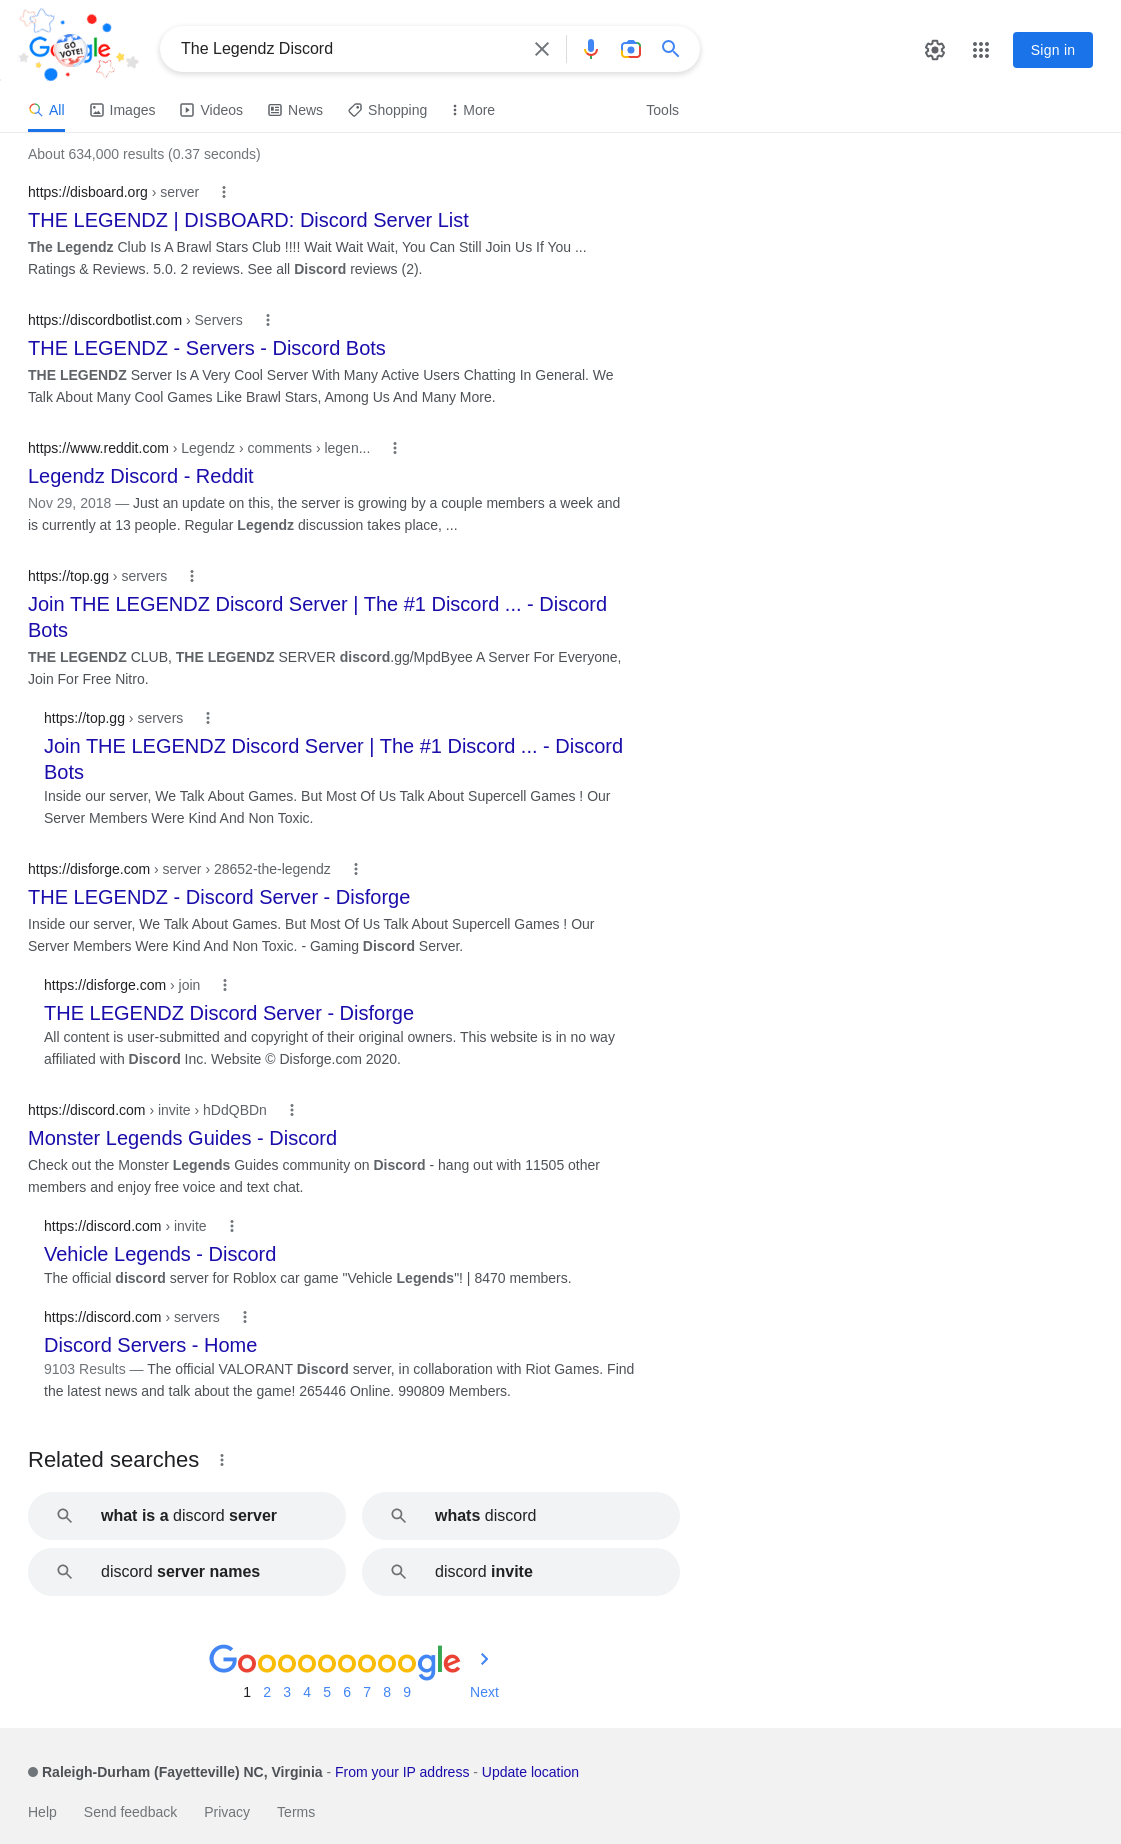 GO VOTE!
The Legendz Discord
Sign in
All Images Videos News Shopping More Tools
About 634,000 results (0.37 seconds)
https://disboard.org › server
THE LEGENDZ | DISBOARD: Discord Server List
The Legendz Club Is A Brawl Stars Club !!!! Wait Wait Wait, You Can Still Join Us If You ...
Ratings & Reviews. 5.0. 2 reviews. See all Discord reviews (2).
https://discordbotlist.com › Servers
THE LEGENDZ - Servers - Discord Bots
THE LEGENDZ Server Is A Very Cool Server With Many Active Users Chatting In General. We
Talk About Many Cool Games Like Brawl Stars, Among Us And Many More.
https://www.reddit.com › Legendz › comments › legen...
Legendz Discord - Reddit
Nov 29, 2018 — Just an update on this, the server is growing by a couple members a week and
is currently at 13 people. Regular Legendz discussion takes place, ...
https://top.gg › servers
Join THE LEGENDZ Discord Server | The #1 Discord ... - Discord
Bots
THE LEGENDZ CLUB, THE LEGENDZ SERVER discord.gg/MpdByee A Server For Everyone,
Join For Free Nitro.
https://top.gg › servers
Join THE LEGENDZ Discord Server | The #1 Discord ... - Discord
Bots
Inside our server, We Talk About Games. But Most Of Us Talk About Supercell Games ! Our
Server Members Were Kind And Non Toxic.
https://disforge.com › server › 28652-the-legendz
THE LEGENDZ - Discord Server - Disforge
Inside our server, We Talk About Games. But Most Of Us Talk About Supercell Games ! Our
Server Members Were Kind And Non Toxic. - Gaming Discord Server.
https://disforge.com › join
THE LEGENDZ Discord Server - Disforge
All content is user-submitted and copyright of their original owners. This website is in no way
affiliated with Discord Inc. Website © Disforge.com 2020.
https://discord.com › invite › hDdQBDn
Monster Legends Guides - Discord
Check out the Monster Legends Guides community on Discord - hang out with 11505 other
members and enjoy free voice and text chat.
https://discord.com › invite
Vehicle Legends - Discord
The official discord server for Roblox car game "Vehicle Legends"! | 8470 members.
https://discord.com › servers
Discord Servers - Home
9103 Results — The official VALORANT Discord server, in collaboration with Riot Games. Find
the latest news and talk about the game! 265446 Online. 990809 Members.
Related searches
what is a discord server
whats discord
discord server names
discord invite
Gooooooooogle
1 2 3 4 5 6 7 8 9 Next
Raleigh-Durham (Fayetteville) NC, Virginia - From your IP address - Update location
Help Send feedback Privacy Terms